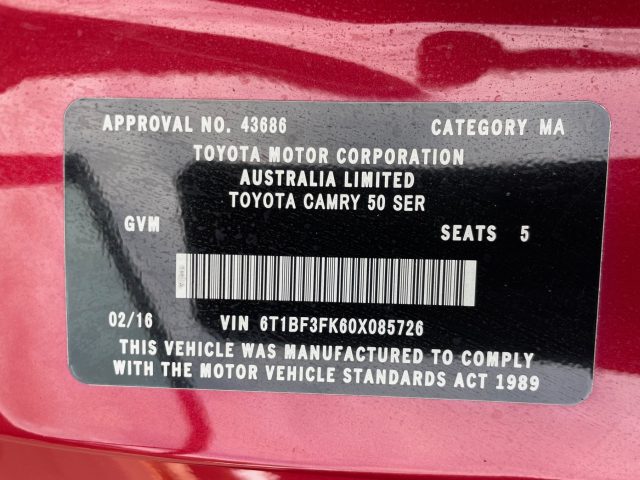 APPROVAL NO. 43686 CATEGORY MA
TOYOTA MOTOR CORPORATION
AUSTRALIA LIMITED
TOYOTA CAMRY 50 SER
GVM SEATS 5
02/16 VIN 6T1BF3FK60X085726
THIS VEHICLE WAS MANUFACTURED TO COMPLY
WITH THE MOTOR VEHICLE STANDARDS ACT 1989